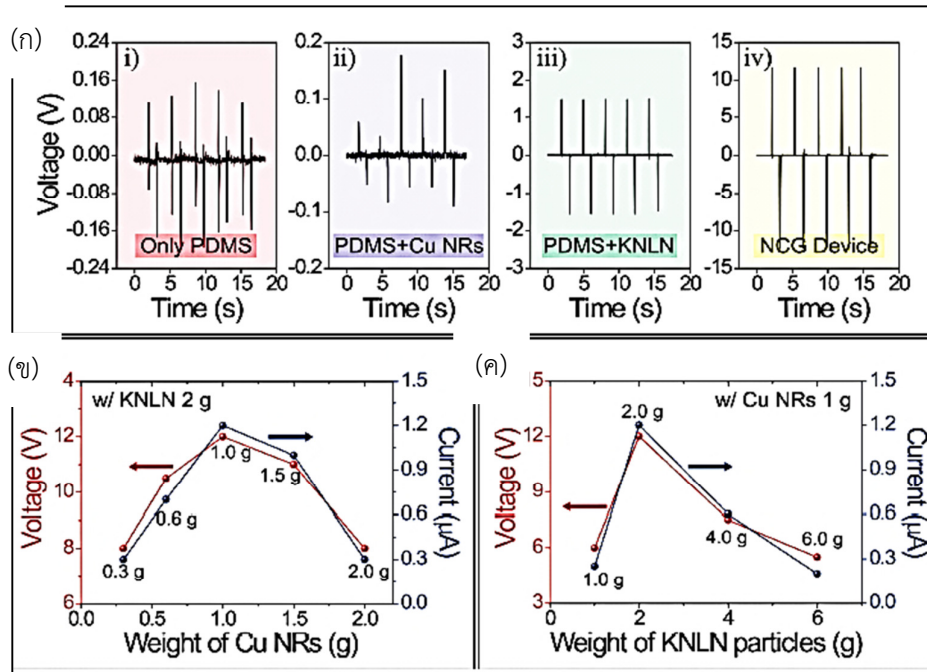 (ก)
i)
ii)
iii)
iv)
Voltage (V)
0.24
0.16
0.08
0.00
-0.08
-0.16
-0.24
Only PDMS
0 5 10 15 20
Time (s)
0.2
0.1
0.0
-0.1
-0.2
PDMS+Cu NRs
0 5 10 15 20
Time (s)
3
2
1
0
-1
-2
-3
PDMS+KNLN
0 5 10 15 20
Time (s)
15
10
5
0
-5
-10
-15
NCG Device
0 5 10 15 20
Time (s)
(ข)
w/ KNLN 2 g
Voltage (V)
4
12
10
8
6
0.3 g
0.6 g
1.0 g
1.5 g
2.0 g
1.5
1.2
0.9
0.6
0.3
0.0
Current (μA)
0.0 0.5 1.0 1.5 2.0
Weight of Cu NRs (g)
(ค)
w/ Cu NRs 1 g
Voltage (V)
5
12
9
6
3
1.0 g
2.0 g
4.0 g
6.0 g
1.5
1.2
0.9
0.6
0.3
0.0
Current (μA)
0 2 4 6
Weight of KNLN particles (g)